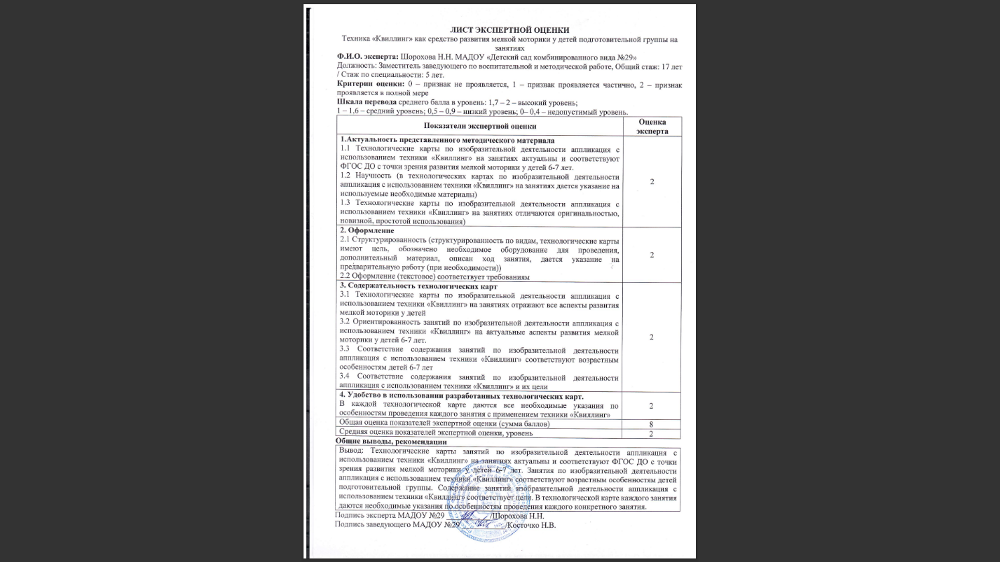 ЛИСТ ЭКСПЕРТНОЙ ОЦЕНКИ
Техника «Квиллинг» как средство развития мелкой моторики у детей подготовительной группы на
занятиях
Ф.И.О. эксперта: Шорохова Н.Н. МАДОУ «Детский сад комбинированного вида №29»
Должность: Заместитель заведующего по воспитательной и методической работе, Общий стаж: 17 лет
/ Стаж по специальности: 5 лет.
Критерии оценки: 0 – признак не проявляется, 1 – признак проявляется частично, 2 – признак
проявляется в полной мере
Шкала перевода среднего балла в уровень: 1,7 – 2 – высокий уровень;
1 – 1,6 – средний уровень; 0,5 – 0,9 – низкий уровень; 0– 0,4 – недопустимый уровень.
Показатели экспертной оценки
Оценка
эксперта
1.Актуальность представленного методического материала
1.1 Технологические карты по изобразительной деятельности аппликация с
использованием техники «Квиллинг» на занятиях актуальны и соответствуют
ФГОС ДО с точки зрения развития мелкой моторики у детей 6-7 лет.
1.2 Научность (в технологических картах по изобразительной деятельности
аппликация с использованием техники «Квиллинг» на занятиях дается указание на
используемые необходимые материалы)
1.3 Технологические карты по изобразительной деятельности аппликация с
использованием техники «Квиллинг» на занятиях отличаются оригинальностью,
новизной, простотой использования)
2
2. Оформление
2.1 Структурированность (структурированность по видам, технологические карты
имеют цель, обозначено необходимое оборудование для проведения,
дополнительный материал, описан ход занятия, дается указание на
предварительную работу (при необходимости))
2.2 Оформление (текстовое) соответствует требованиям
2
3. Содержательность технологических карт
3.1 Технологические карты по изобразительной деятельности аппликация с
использованием техники «Квиллинг» на занятиях отражают все аспекты развития
мелкой моторики у детей
3.2 Ориентированность занятий по изобразительной деятельности аппликация с
использованием техники «Квиллинг» на актуальные аспекты развития мелкой
моторики у детей 6-7 лет.
3.3 Соответствие содержания занятий по изобразительной деятельности
аппликация с использованием техники «Квиллинг» соответствуют возрастным
особенностям детей 6-7 лет
3.4 Соответствие содержания занятий по изобразительной деятельности
аппликация с использованием техники «Квиллинг» и их цели
2
4. Удобство в использовании разработанных технологических карт.
В каждой технологической карте даются все необходимые указания по
особенностям проведения каждого занятия с применением техники «Квиллинг»
2
Общая оценка показателей экспертной оценки (сумма баллов) 8
Средняя оценка показателей экспертной оценки, уровень 2
Общие выводы, рекомендации
Вывод: Технологические карты занятий по изобразительной деятельности аппликация с
использованием техники «Квиллинг» на занятиях актуальны и соответствуют ФГОС ДО с точки
зрения развития мелкой моторики у детей 6-7 лет. Занятия по изобразительной деятельности
аппликация с использованием техники «Квиллинг» соответствуют возрастным особенностям детей
подготовительной группы. Содержание занятий изобразительной деятельности аппликация с
использованием техники «Квиллинг» соответствует цели. В технологической карте каждого занятия
даются необходимые указания по особенностям проведения каждого конкретного занятия.
Подпись эксперта МАДОУ №29 /Шорохова Н.Н.
Подпись заведующего МАДОУ №29 /Косточко Н.В.